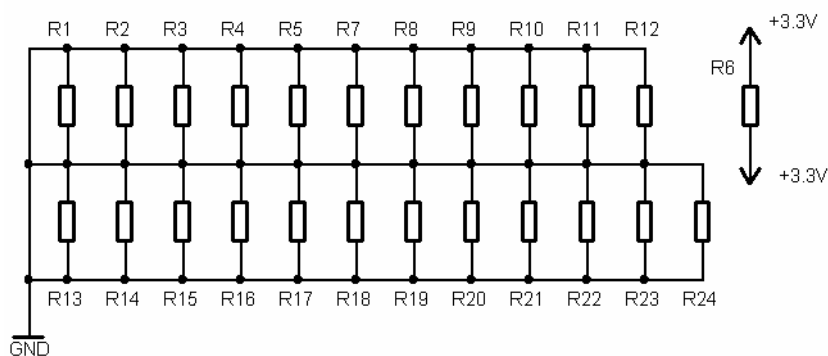 R1 R2 R3 R4 R5 R7 R8 R9 R10 R11 R12
+3.3V
R6
+3.3V
R13 R14 R15 R16 R17 R18 R19 R20 R21 R22 R23 R24
GND